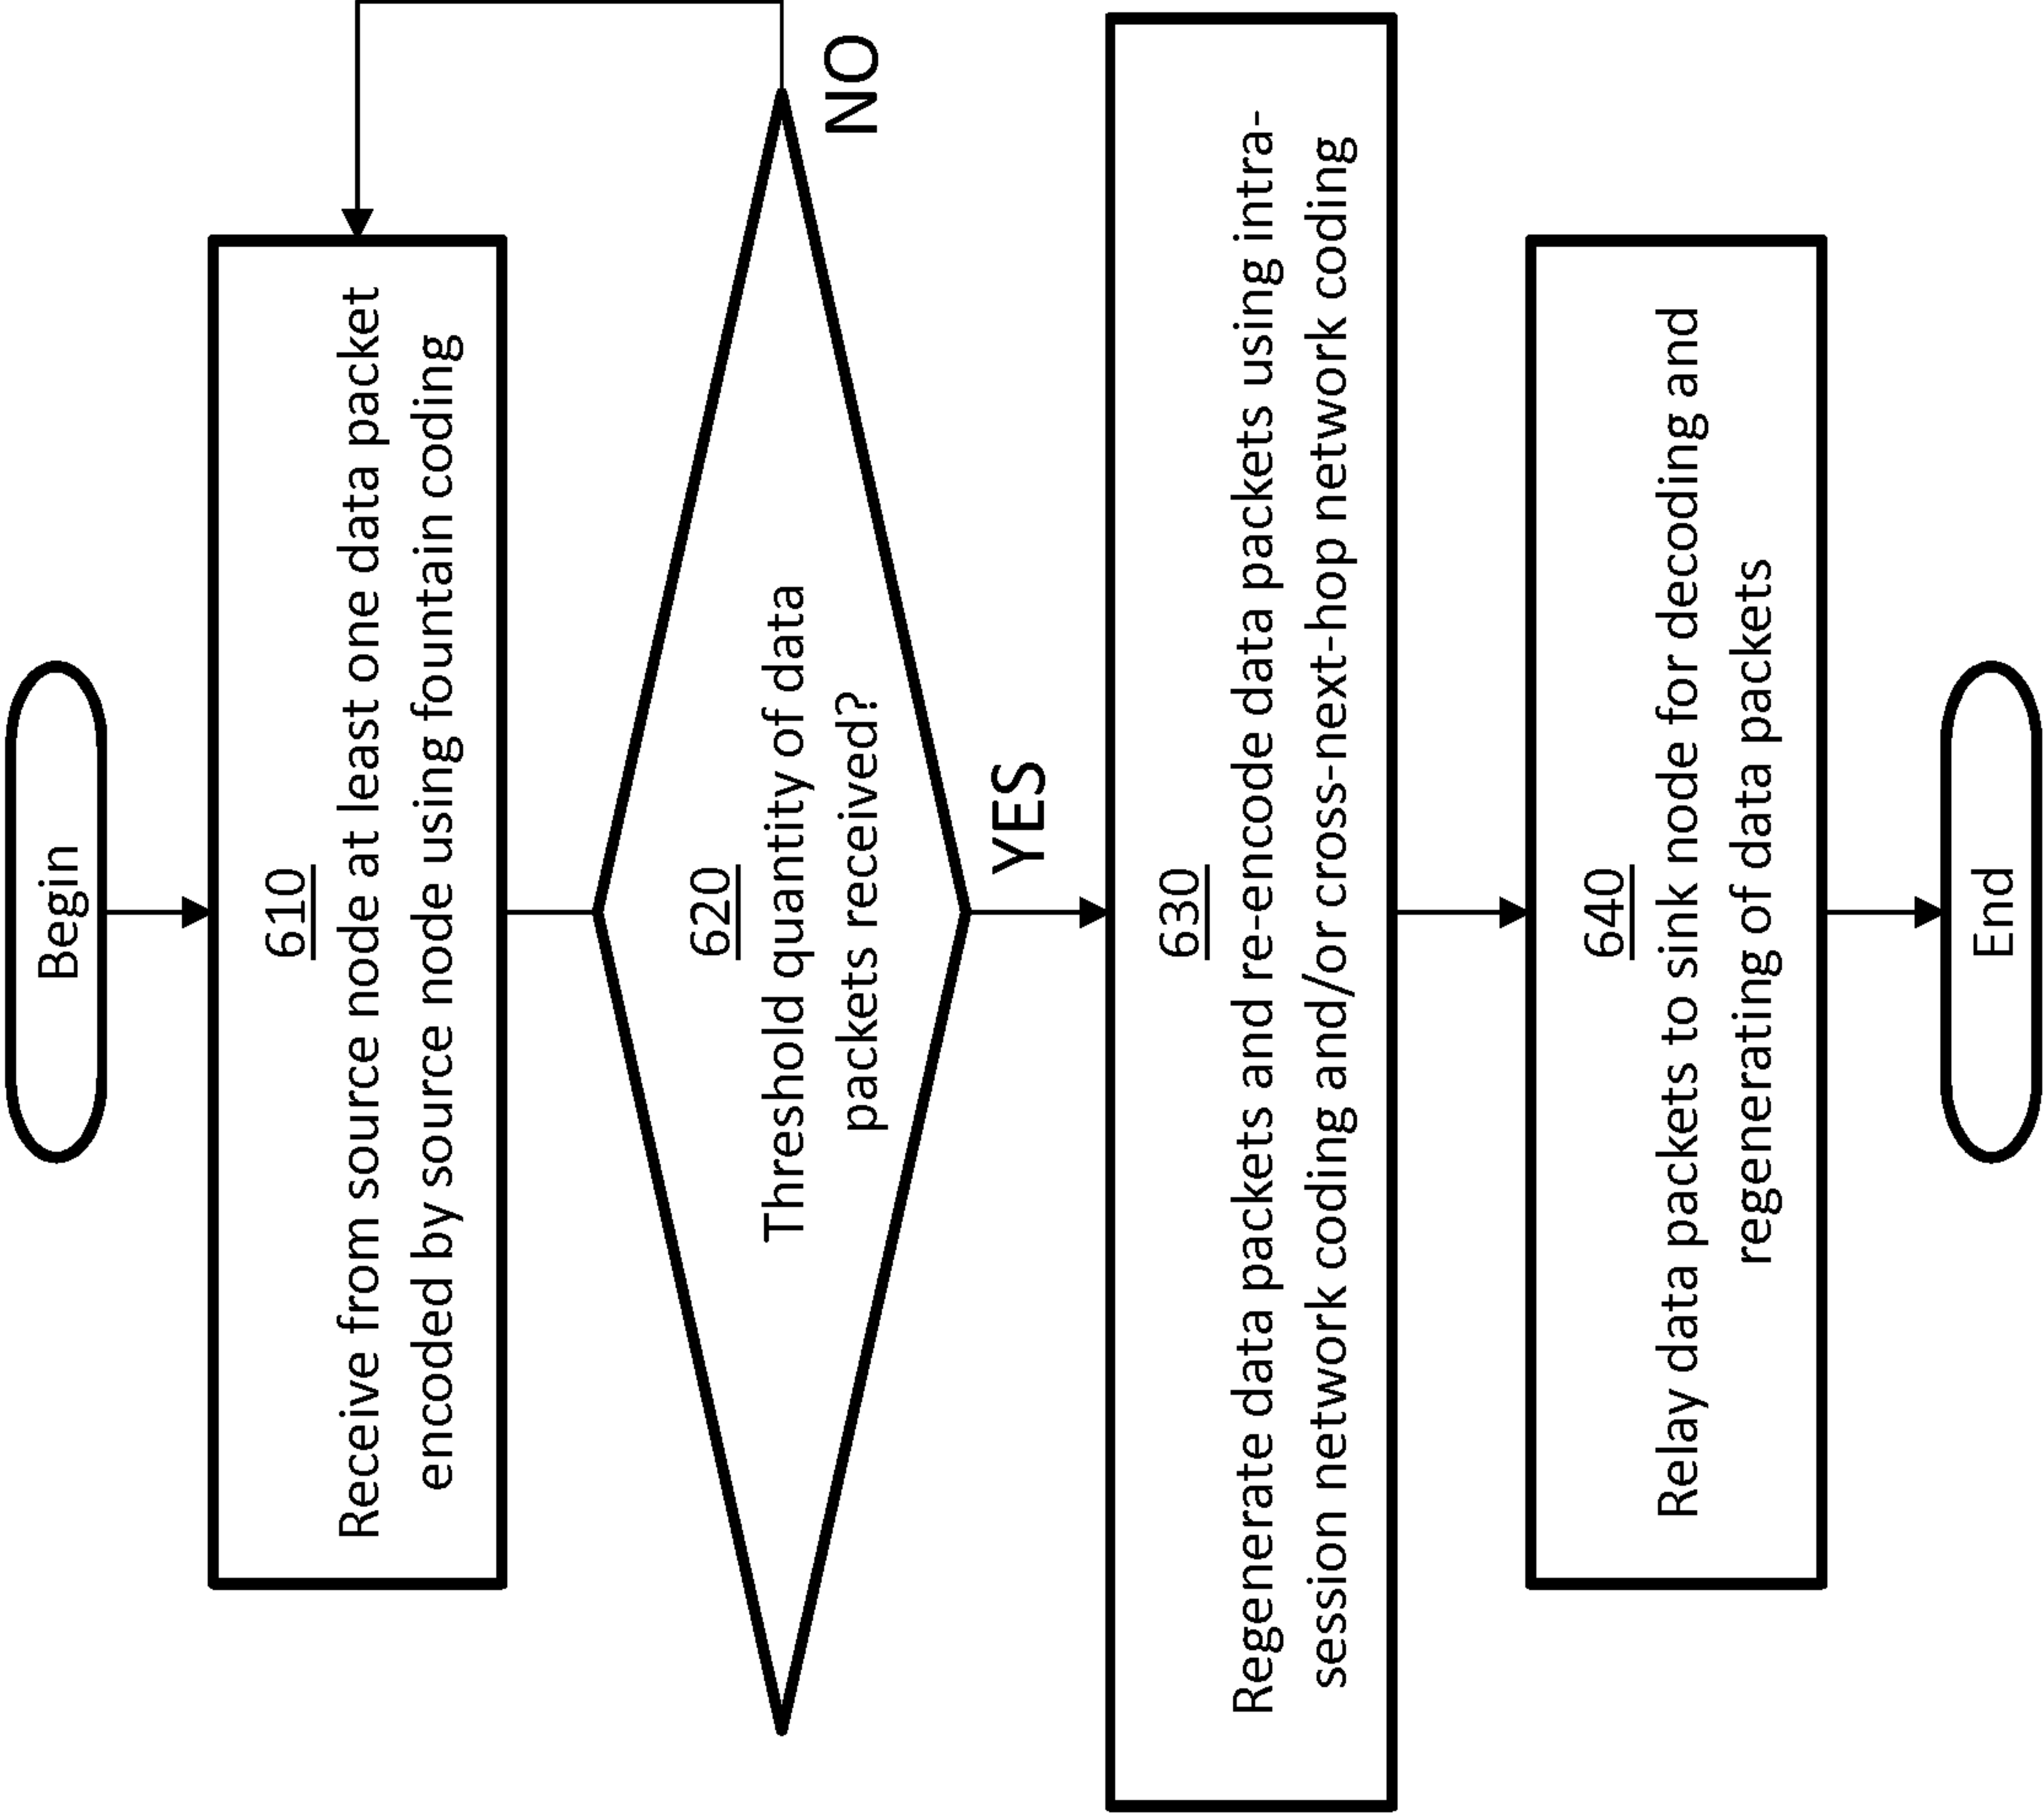 Begin
610
Receive from source node at least one data packet
encoded by source node using fountain coding
620
Threshold quantity of data
packets received?
NO
YES
630
Regenerate data packets and re-encode data packets using intra-
session network coding and/or cross-next-hop network coding
640
Relay data packets to sink node for decoding and
regenerating of data packets
End